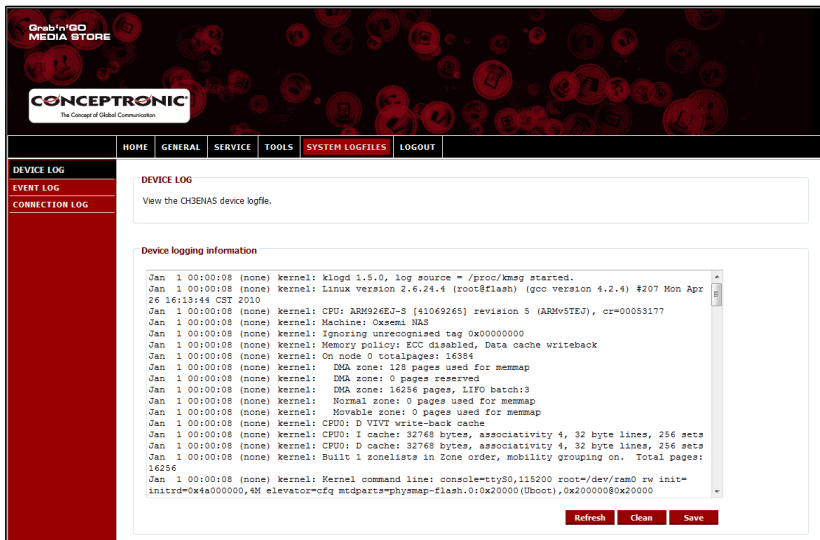 Grab'n'GO
MEDIA STORE
CONCEPTRONIC®
The Concept of Global Communication
HOME GENERAL SERVICE TOOLS SYSTEM LOGFILES LOGOUT
DEVICE LOG
EVENT LOG
CONNECTION LOG
DEVICE LOG
View the CH3ENAS device logfile.
Device logging information
Jan 1 00:00:08 (none) kernel: klogd 1.5.0, log source = /proc/kmsg started.
Jan 1 00:00:08 (none) kernel: Linux version 2.6.24.4 (root@flash) (gcc version 4.2.4) #207 Mon Apr
26 16:13:44 CST 2010
Jan 1 00:00:08 (none) kernel: CPU: ARM926EJ-S [41069265] revision 5 (ARMv5TEJ), cr=00053177
Jan 1 00:00:08 (none) kernel: Machine: Oxsemi NAS
Jan 1 00:00:08 (none) kernel: Ignoring unrecognised tag 0x00000000
Jan 1 00:00:08 (none) kernel: Memory policy: ECC disabled, Data cache writeback
Jan 1 00:00:08 (none) kernel: On node 0 totalpages: 16384
Jan 1 00:00:08 (none) kernel: DMA zone: 128 pages used for memmap
Jan 1 00:00:08 (none) kernel: DMA zone: 0 pages reserved
Jan 1 00:00:08 (none) kernel: DMA zone: 16256 pages, LIFO batch:3
Jan 1 00:00:08 (none) kernel: Normal zone: 0 pages used for memmap
Jan 1 00:00:08 (none) kernel: Movable zone: 0 pages used for memmap
Jan 1 00:00:08 (none) kernel: CPU0: D VIVT write-back cache
Jan 1 00:00:08 (none) kernel: CPU0: I cache: 32768 bytes, associativity 4, 32 byte lines, 256 sets
Jan 1 00:00:08 (none) kernel: CPU0: D cache: 32768 bytes, associativity 4, 32 byte lines, 256 sets
Jan 1 00:00:08 (none) kernel: Built 1 zonelists in Zone order, mobility grouping on. Total pages:
16256
Jan 1 00:00:08 (none) kernel: Kernel command line: console=ttyS0,115200 root=/dev/ram0 rw init=
initrd=0x4a000000,4M elevator=cfq mtdparts=physmap-flash.0:0x20000(Uboot),0x200000@0x20000
Refresh Clean Save